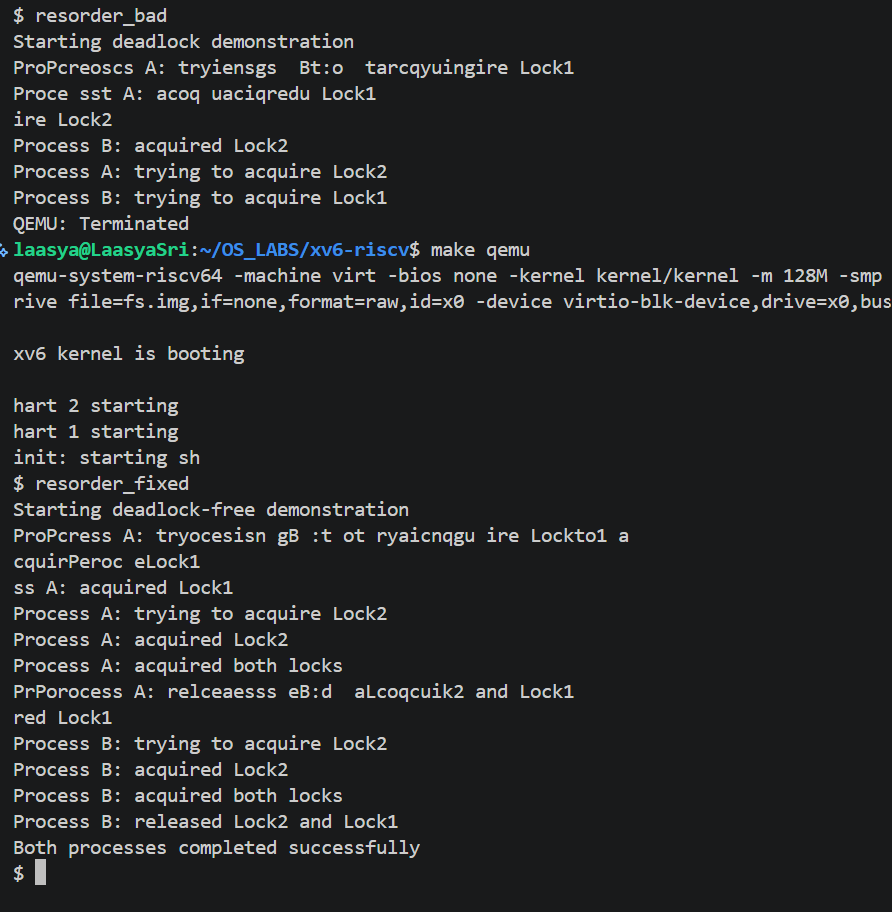 $ resorder_bad
Starting deadlock demonstration
ProPcreoscs A: tryiensgs  Bt:o  tarcqyuingire Lock1
Proce sst A: acoq uaciqredu Lock1
ire Lock2
Process B: acquired Lock2
Process A: trying to acquire Lock2
Process B: trying to acquire Lock1
QEMU: Terminated
laasya@LaasyaSri:~/OS_LABS/xv6-riscv$ make qemu
qemu-system-riscv64 -machine virt -bios none -kernel kernel/kernel -m 128M -smp
rive file=fs.img,if=none,format=raw,id=x0 -device virtio-blk-device,drive=x0,bus
xv6 kernel is booting
hart 2 starting
hart 1 starting
init: starting sh
$ resorder_fixed
Starting deadlock-free demonstration
ProPcress A: tryocesisn gB :t ot ryaicnqgu ire Lockto1 a
cquirPeroc eLock1
ss A: acquired Lock1
Process A: trying to acquire Lock2
Process A: acquired Lock2
Process A: acquired both locks
PrPorocess A: relceaesss eB:d  aLcoqcuik2 and Lock1
red Lock1
Process B: trying to acquire Lock2
Process B: acquired Lock2
Process B: acquired both locks
Process B: released Lock2 and Lock1
Both processes completed successfully
$